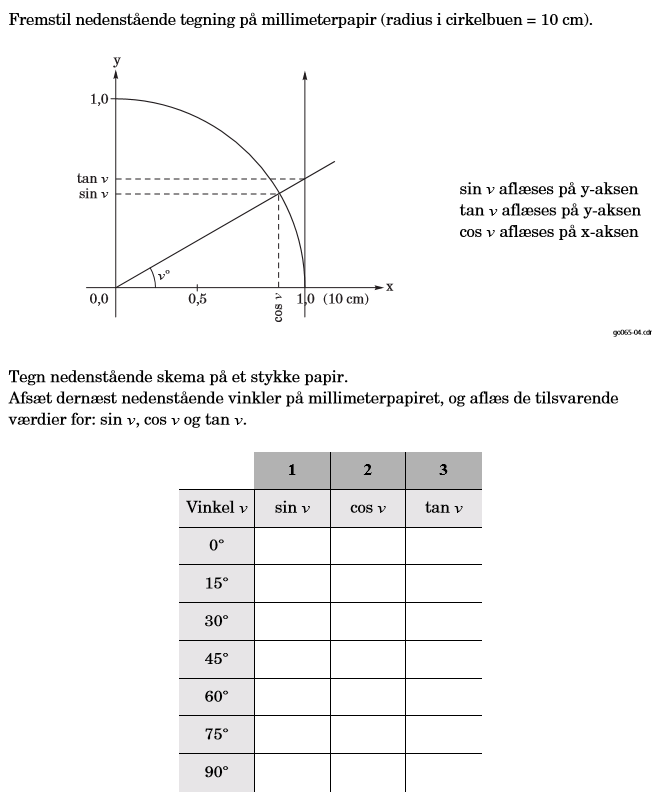 Fremstil nedenstående tegning på millimeterpapir (radius i cirkelbuen = 10 cm).
y
1,0
tan v
sin v
sin v aflæses på y-aksen
tan v aflæses på y-aksen
cos v aflæses på x-aksen
v°
x
0,0
0,5
cos v
1,0 (10 cm)
go065-04.cdr
Tegn nedenstående skema på et stykke papir.
Afsæt dernæst nedenstående vinkler på millimeterpapiret, og aflæs de tilsvarende
værdier for: sin v, cos v og tan v.
1 2 3
Vinkel v sin v cos v tan v
0°
15°
30°
45°
60°
75°
90°